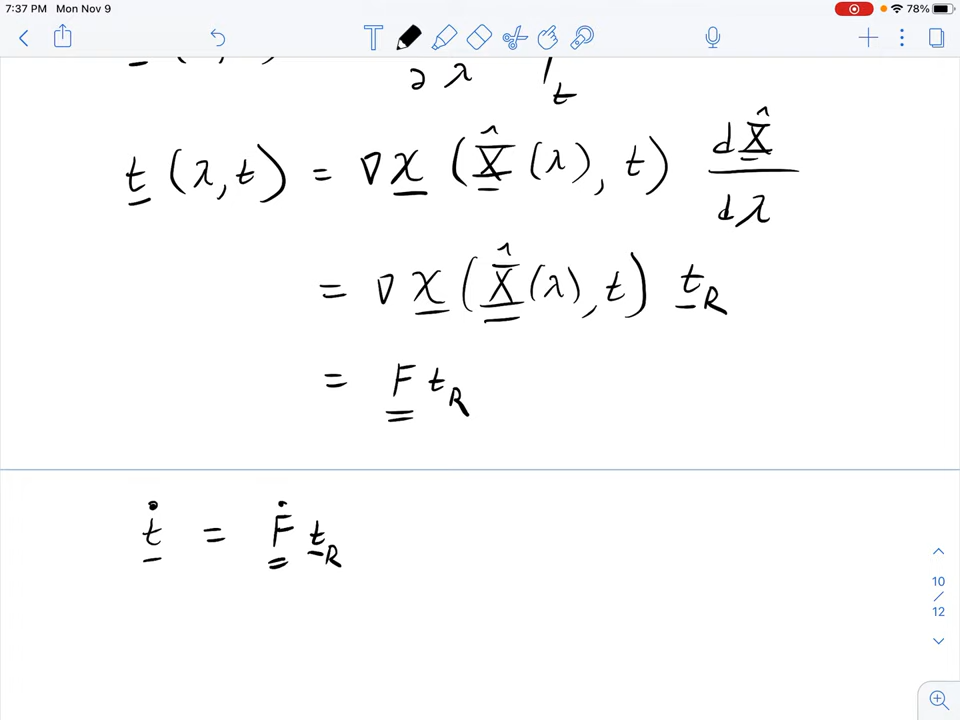 7:37 PM Mon Nov 9 78%
∂ λ t
t (λ, t) = ∇ χ ( X̂ (λ), t ) dX̂ / dλ
= ∇ χ ( X̂ (λ), t ) t_R
= F t_R
ṫ = Ḟ t_R
10
/
12